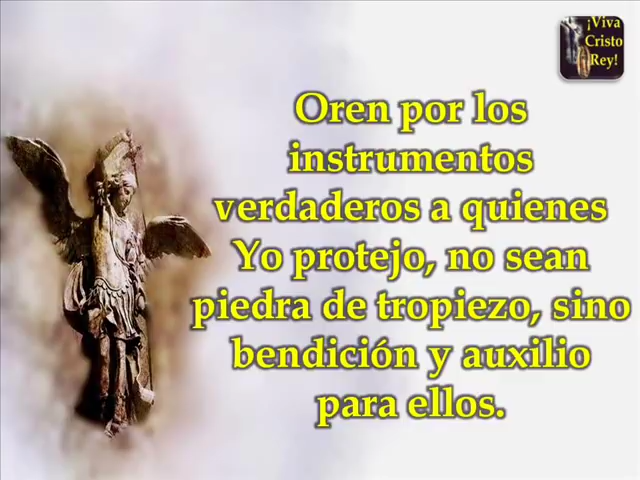 ¡Viva
Cristo
Rey!
Oren por los
instrumentos
verdaderos a quienes
Yo protejo, no sean
piedra de tropiezo, sino
bendición y auxilio
para ellos.